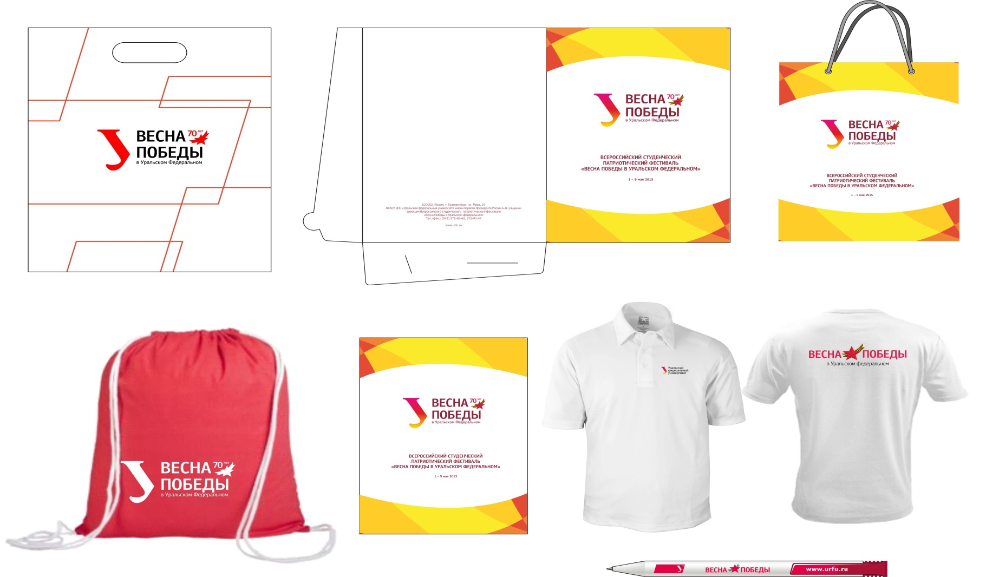 ВЕСНА 70 лет
ПОБЕДЫ
в Уральском Федеральном
620002, Россия, г. Екатеринбург, ул. Мира, 19
ФГАОУ ВПО «Уральский федеральный университет имени первого Президента России Б.Н. Ельцина»
дирекция Всероссийского студенческого патриотического фестиваля
«Весна Победы в Уральском федеральном»
Тел./факс: (343) 375-95-65, 375-97-47
www.urfu.ru
У ВЕСНА 70 лет
ПОБЕДЫ
в Уральском Федеральном
ВСЕРОССИЙСКИЙ СТУДЕНЧЕСКИЙ
ПАТРИОТИЧЕСКИЙ ФЕСТИВАЛЬ
«ВЕСНА ПОБЕДЫ В УРАЛЬСКОМ ФЕДЕРАЛЬНОМ»
1 – 9 мая 2015
У ВЕСНА 70 лет
ПОБЕДЫ
в Уральском Федеральном
ВСЕРОССИЙСКИЙ СТУДЕНЧЕСКИЙ
ПАТРИОТИЧЕСКИЙ ФЕСТИВАЛЬ
«ВЕСНА ПОБЕДЫ В УРАЛЬСКОМ ФЕДЕРАЛЬНОМ»
1 – 9 мая 2015
У ВЕСНА 70 лет
ПОБЕДЫ
в Уральском Федеральном
У ВЕСНА 70 лет
ПОБЕДЫ
в Уральском Федеральном
ВСЕРОССИЙСКИЙ СТУДЕНЧЕСКИЙ
ПАТРИОТИЧЕСКИЙ ФЕСТИВАЛЬ
«ВЕСНА ПОБЕДЫ В УРАЛЬСКОМ ФЕДЕРАЛЬНОМ»
1 – 9 мая 2015
У Уральский
федеральный
университет
ВЕСНА ПОБЕДЫ
в Уральском федеральном
У ВЕСНА ПОБЕДЫ www.urfu.ru